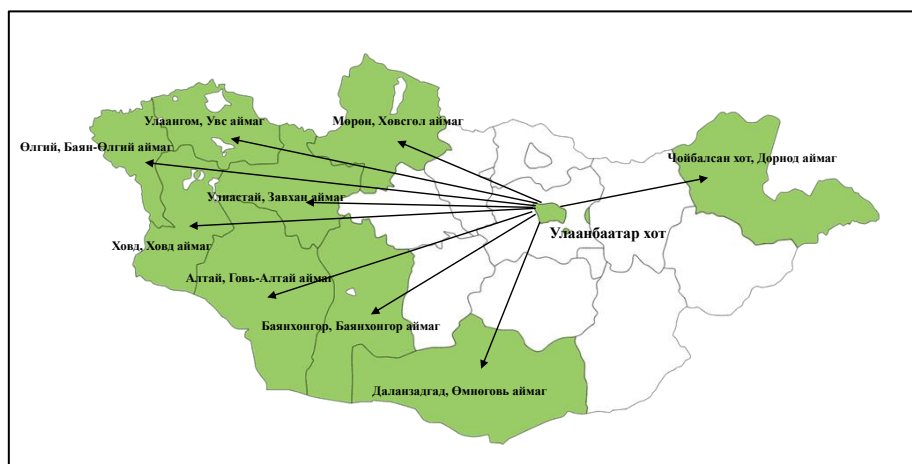 Улаангом, Увс аймаг
Мөрөн, Хөвсгөл аймаг
Өлгий, Баян-Өлгий аймаг
Чойбалсан хот, Дорнод аймаг
Улиастай, Завхан аймаг
Улаанбаатар хот
Ховд, Ховд аймаг
Алтай, Говь-Алтай аймаг
Баянхонгор, Баянхонгор аймаг
Даланзадгад, Өмноговь аймаг